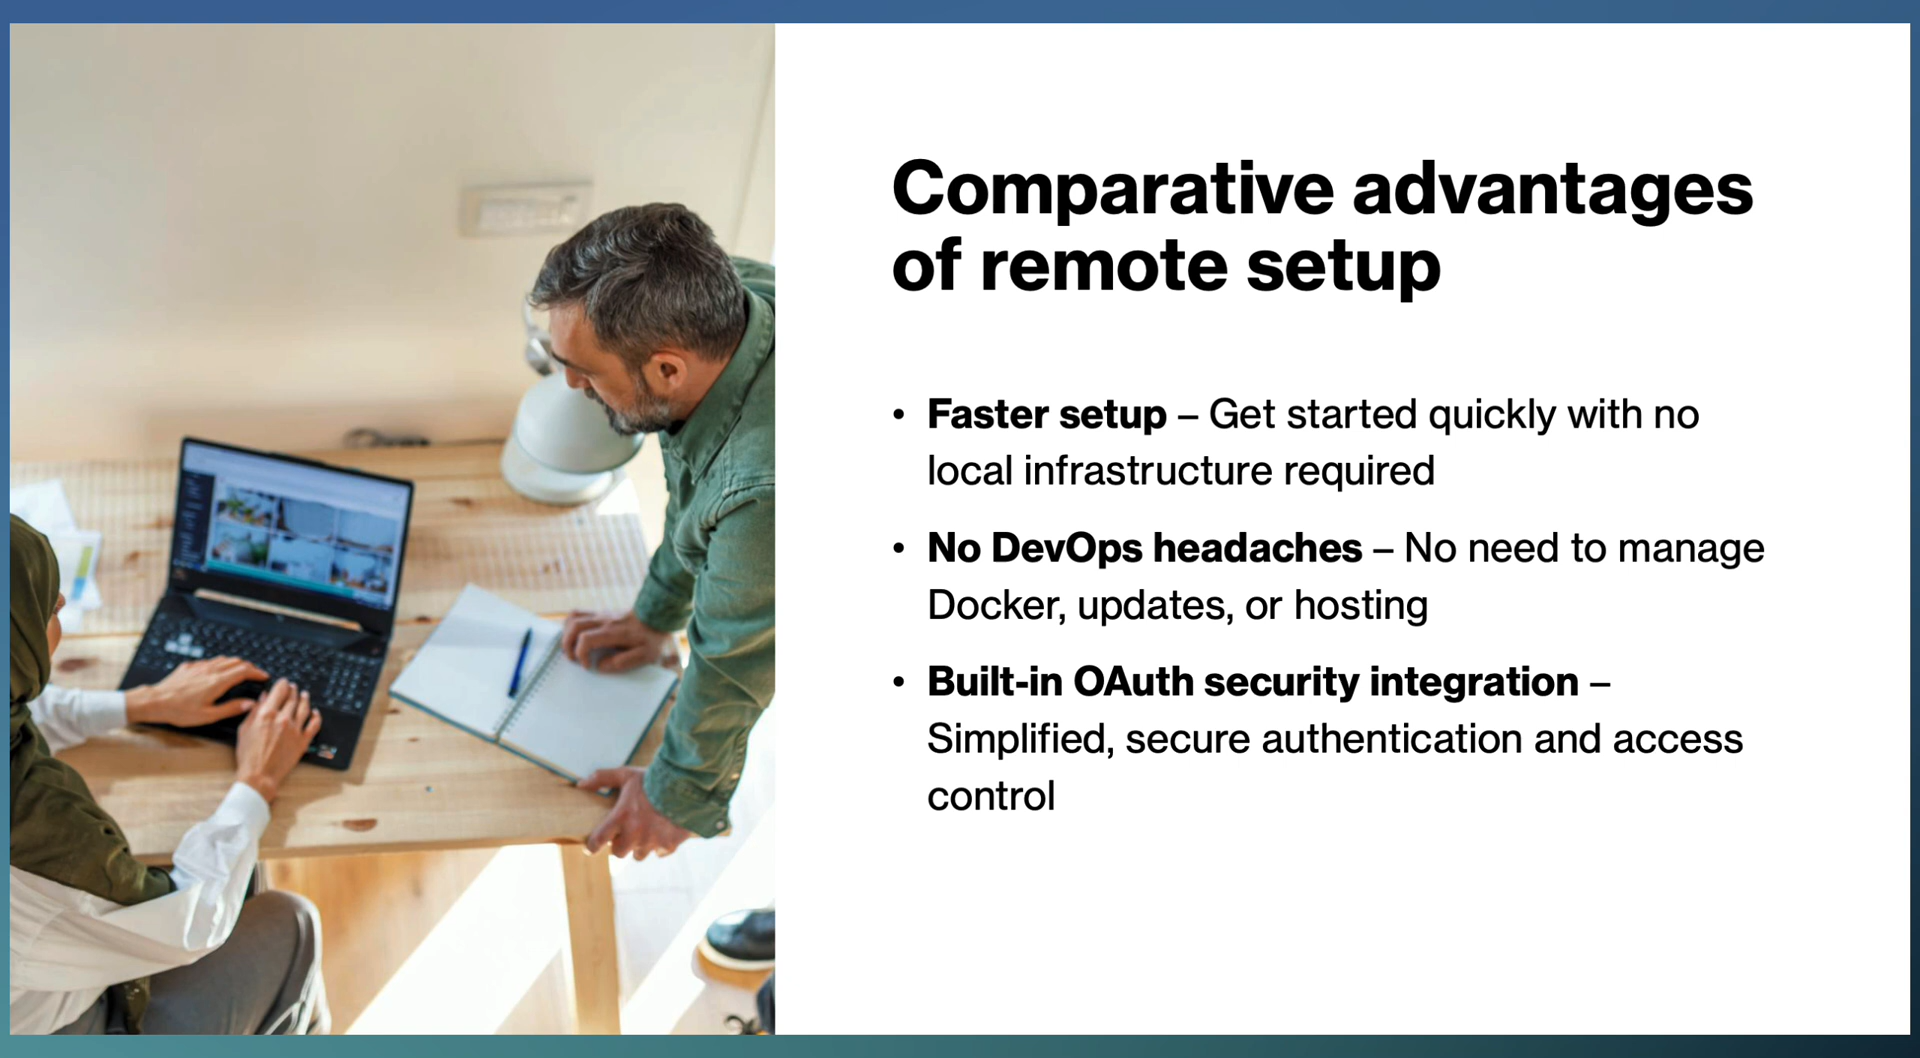 Comparative advantages
of remote setup
• Faster setup – Get started quickly with no
local infrastructure required
• No DevOps headaches – No need to manage
Docker, updates, or hosting
• Built-in OAuth security integration –
Simplified, secure authentication and access
control